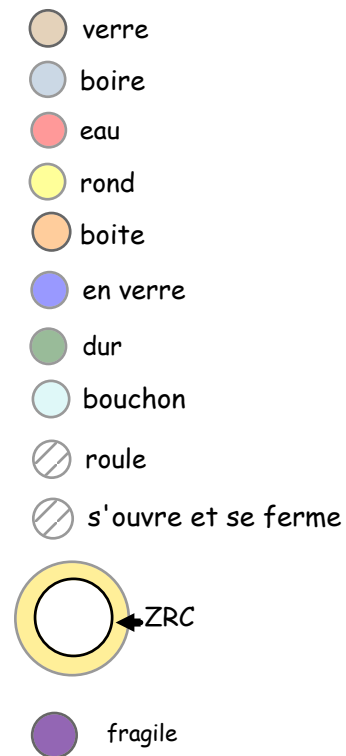 verre
boire
eau
rond
boite
en verre
dur
bouchon
roule
s'ouvre et se ferme
ZRC
fragile